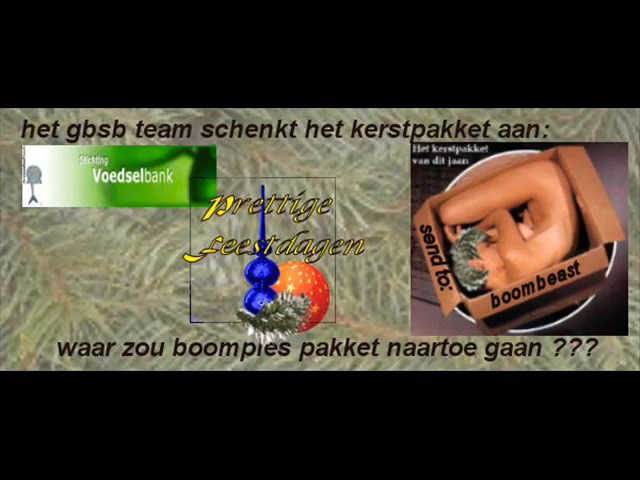 het gbsb team schenkt het kerstpakket aan:
Stichting
Voedselbank
Het kerstpakket
van dit jaar
Prettige
Feestdagen
send to:
boombeast
waar zou boompies pakket naartoe gaan ???